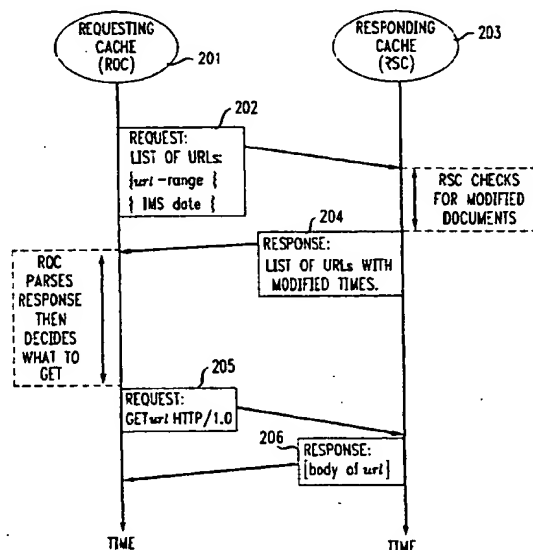 REQUESTING
CACHE
(ROC)
201
RESPONDING
CACHE
(RSC)
203
202
REQUEST:
LIST OF URLs:
{url-range {
} IMS date {
RSC CHECKS
FOR MODIFIED
DOCUMENTS
204
RESPONSE:
LIST OF URLs WITH
MODIFIED TIMES.
ROC
PARSES
RESPONSE
THEN
DECIDES
WHAT TO
GET
205
REQUEST:
GET url HTTP/1.0
206
RESPONSE:
[body of url]
TIME
TIME